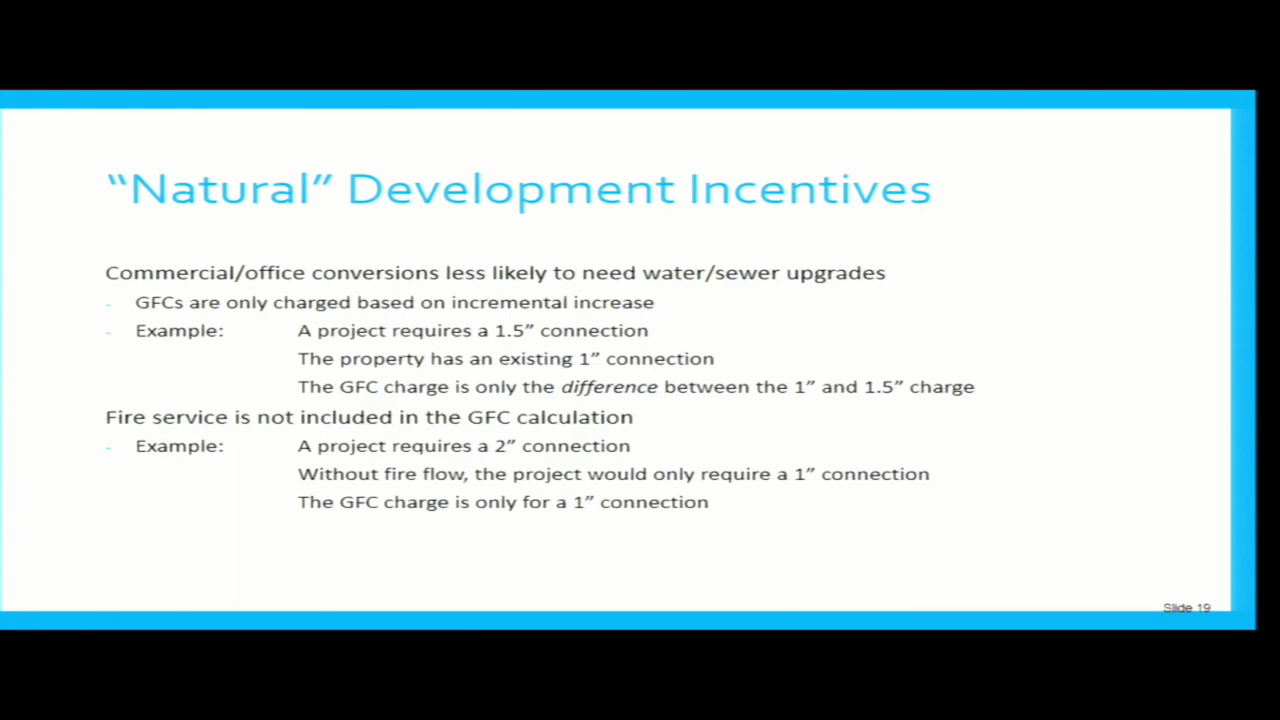 “Natural” Development Incentives
Commercial/office conversions less likely to need water/sewer upgrades
- GFCs are only charged based on incremental increase
- Example: A project requires a 1.5” connection
The property has an existing 1” connection
The GFC charge is only the difference between the 1” and 1.5” charge
Fire service is not included in the GFC calculation
- Example: A project requires a 2” connection
Without fire flow, the project would only require a 1” connection
The GFC charge is only for a 1” connection
Slide 19